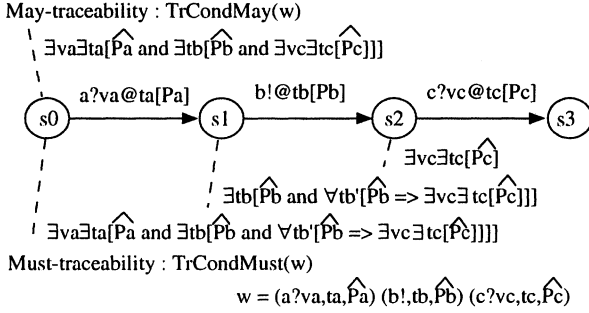 May-traceability : TrCondMay(w)
∃va∃ta[P̂a and ∃tb[P̂b and ∃vc∃tc[P̂c]]]
a?va@ta[Pa] b!@tb[Pb] c?vc@tc[Pc]
s0 s1 s2 s3
∃vc∃tc[P̂c]
∃tb[P̂b and ∀tb'[P̂b => ∃vc∃tc[P̂c]]]
∃va∃ta[P̂a and ∃tb[P̂b and ∀tb'[P̂b => ∃vc∃tc[P̂c]]]]
Must-traceability : TrCondMust(w)
w = (a?va,ta,P̂a) (b!,tb,P̂b) (c?vc,tc,P̂c)